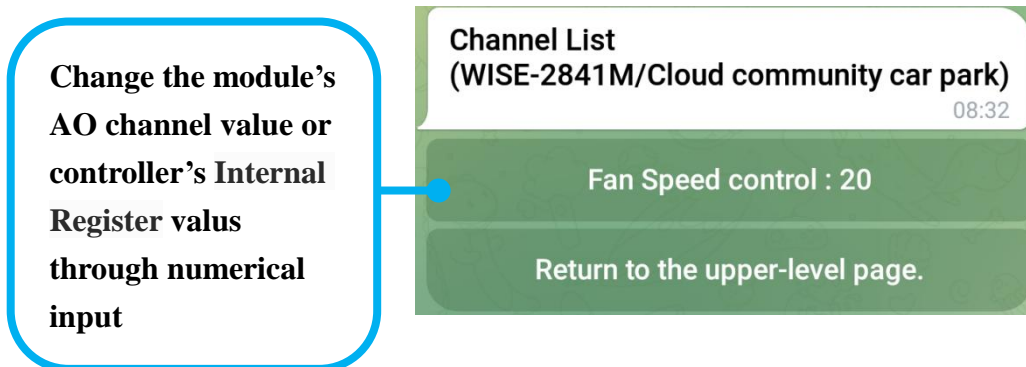 Change the module’s
AO channel value or
controller’s Internal
Register valus
through numerical
input
Channel List
(WISE-2841M/Cloud community car park)
08:32
Fan Speed control : 20
Return to the upper-level page.